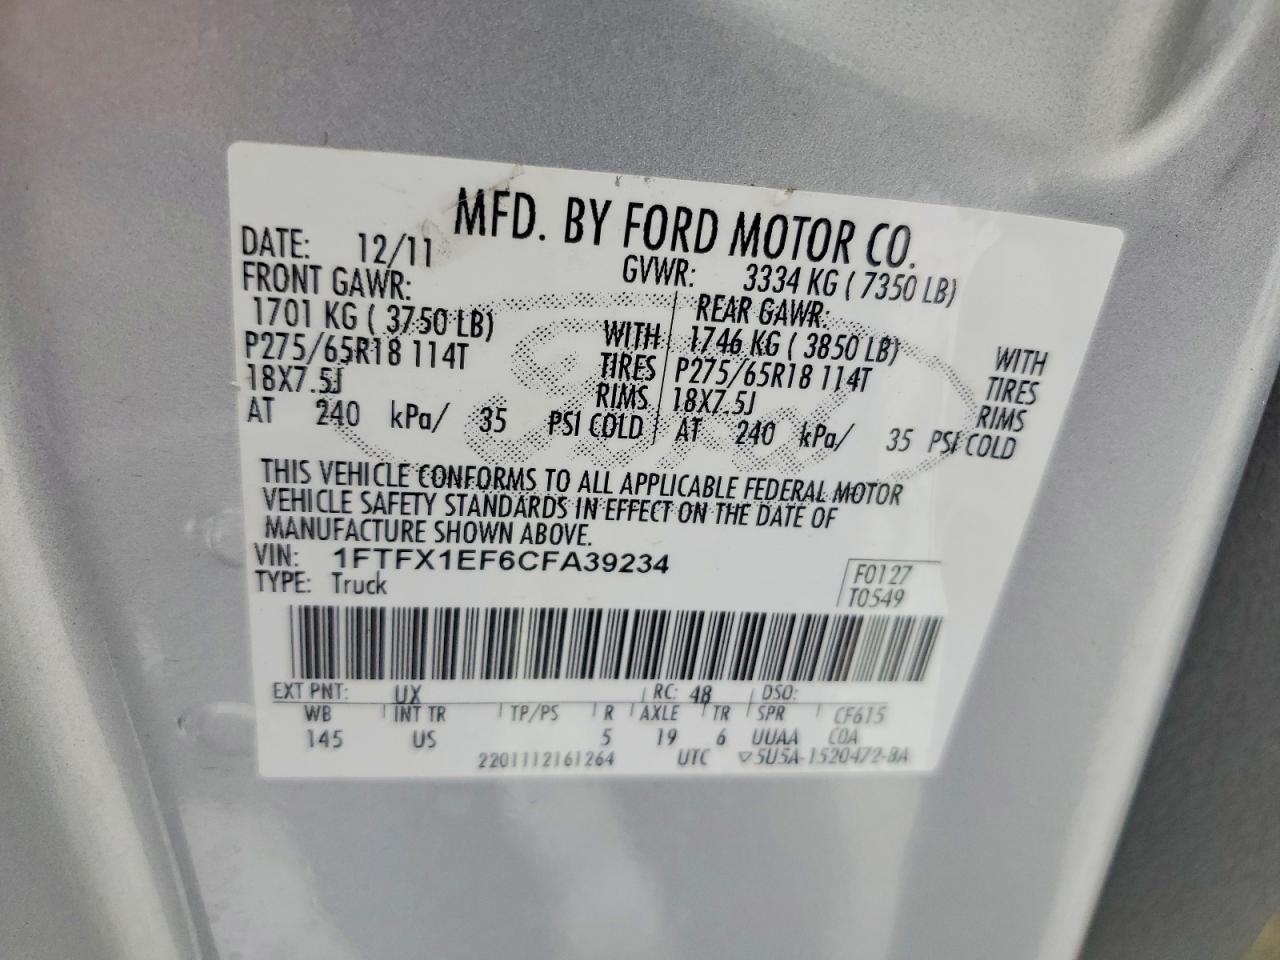 MFD. BY FORD MOTOR CO.
DATE: 12/11 GVWR: 3334 KG ( 7350 LB)
FRONT GAWR: REAR GAWR:
1701 KG ( 3750 LB) WITH 1746 KG ( 3850 LB) WITH
P275/65R18 114T TIRES P275/65R18 114T TIRES
18X7.5J RIMS 18X7.5J RIMS
AT 240 kPa/ 35 PSI COLD AT 240 kPa/ 35 PSI COLD
THIS VEHICLE CONFORMS TO ALL APPLICABLE FEDERAL MOTOR
VEHICLE SAFETY STANDARDS IN EFFECT ON THE DATE OF
MANUFACTURE SHOWN ABOVE.
VIN: 1FTFX1EF6CFA39234
TYPE: Truck
F0127
T0549
EXT PNT: UX RC: 48 DSO:
WB INT TR TP/PS R AXLE TR SPR CF615
145 US 5 19 6 UUAA COA
2201112161264 UTC ▽5U5A-1520472-BA